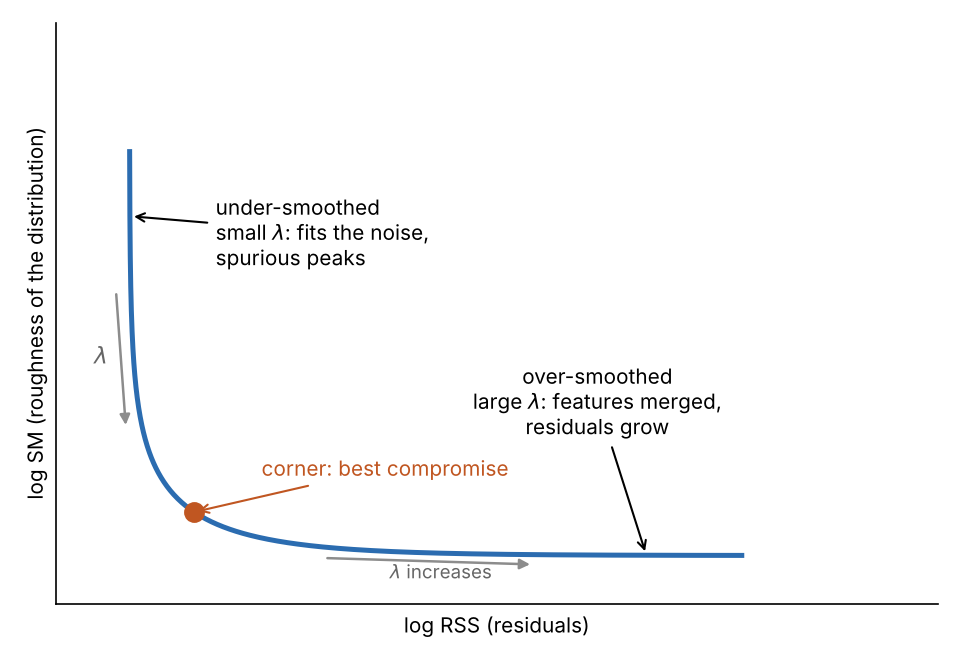 log SM (roughness of the distribution)
under-smoothed
small λ: fits the noise,
spurious peaks
λ
over-smoothed
large λ: features merged,
residuals grow
corner: best compromise
λ increases
log RSS (residuals)